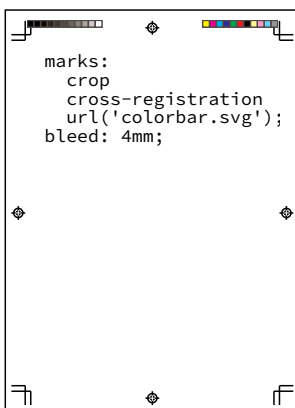 marks:
crop
cross-registration
url('colorbar.svg');
bleed: 4mm;